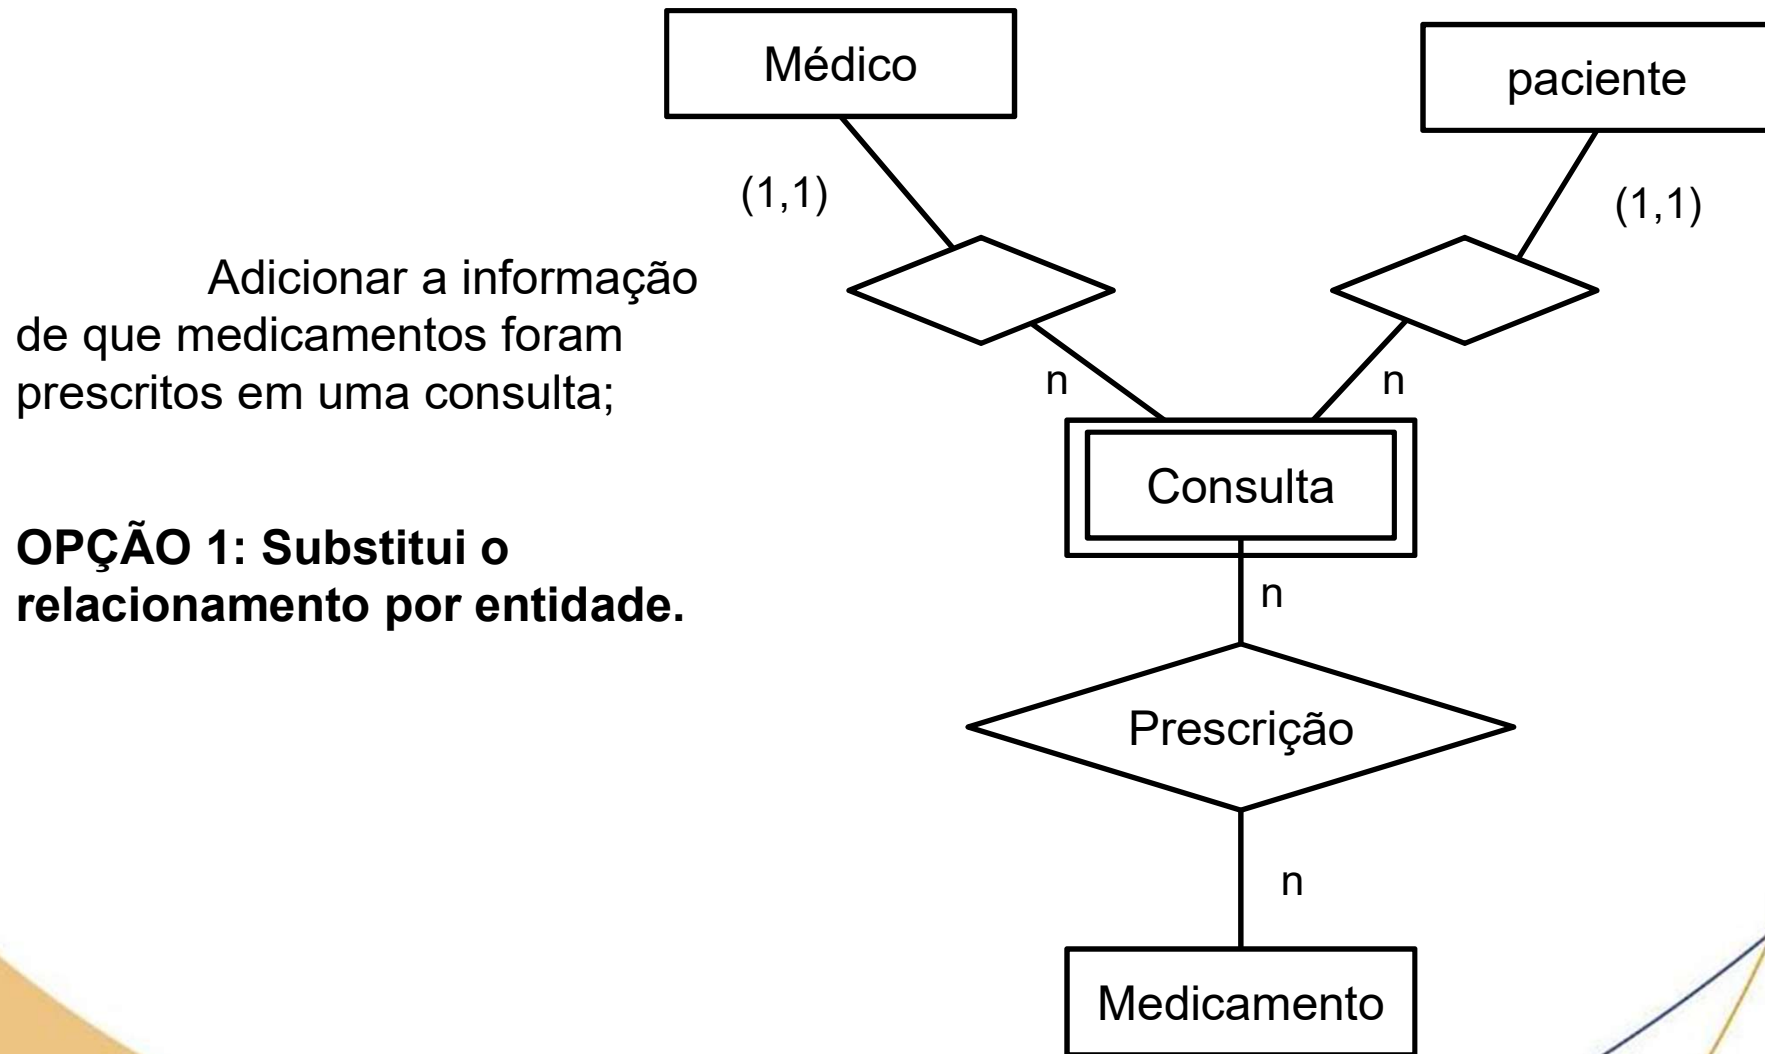 Médico
paciente
(1,1)
(1,1)
Adicionar a informação
de que medicamentos foram
prescritos em uma consulta;
n
n
Consulta
OPÇÃO 1: Substitui o
relacionamento por entidade.
n
Prescrição
n
Medicamento